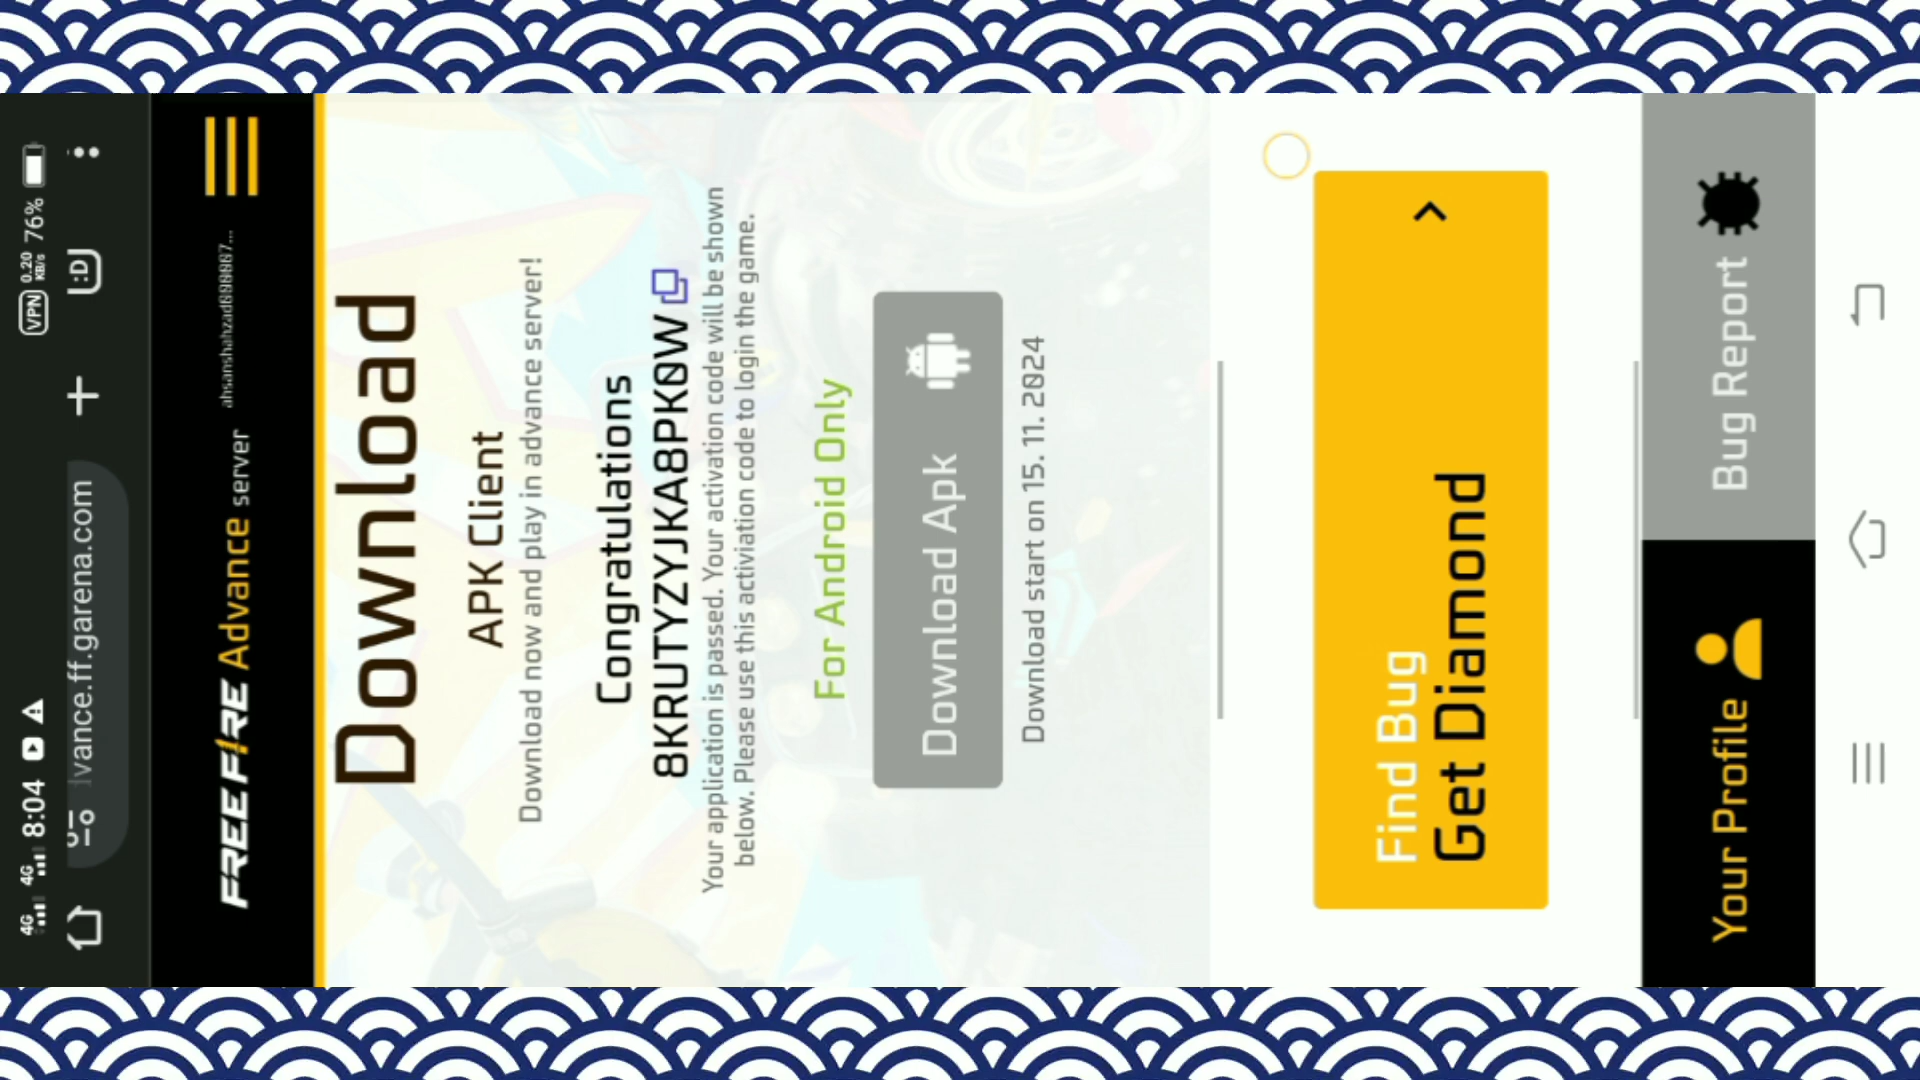 4G 4G 8:04 VPN 0.20 KB/s 76%
dvance.ff.garena.com :D
FREE FIRE Advance server
Download
APK Client
Download now and play in advance server!
Congratulations
8KRUTYZYJKA8PK0W
Your application is passed. Your activation code will be shown
below. Please use this activiation code to login the game.
For Android Only
Download Apk
Download start on 15. 11. 2024
Find Bug
Get Diamond
Your Profile
Bug Report